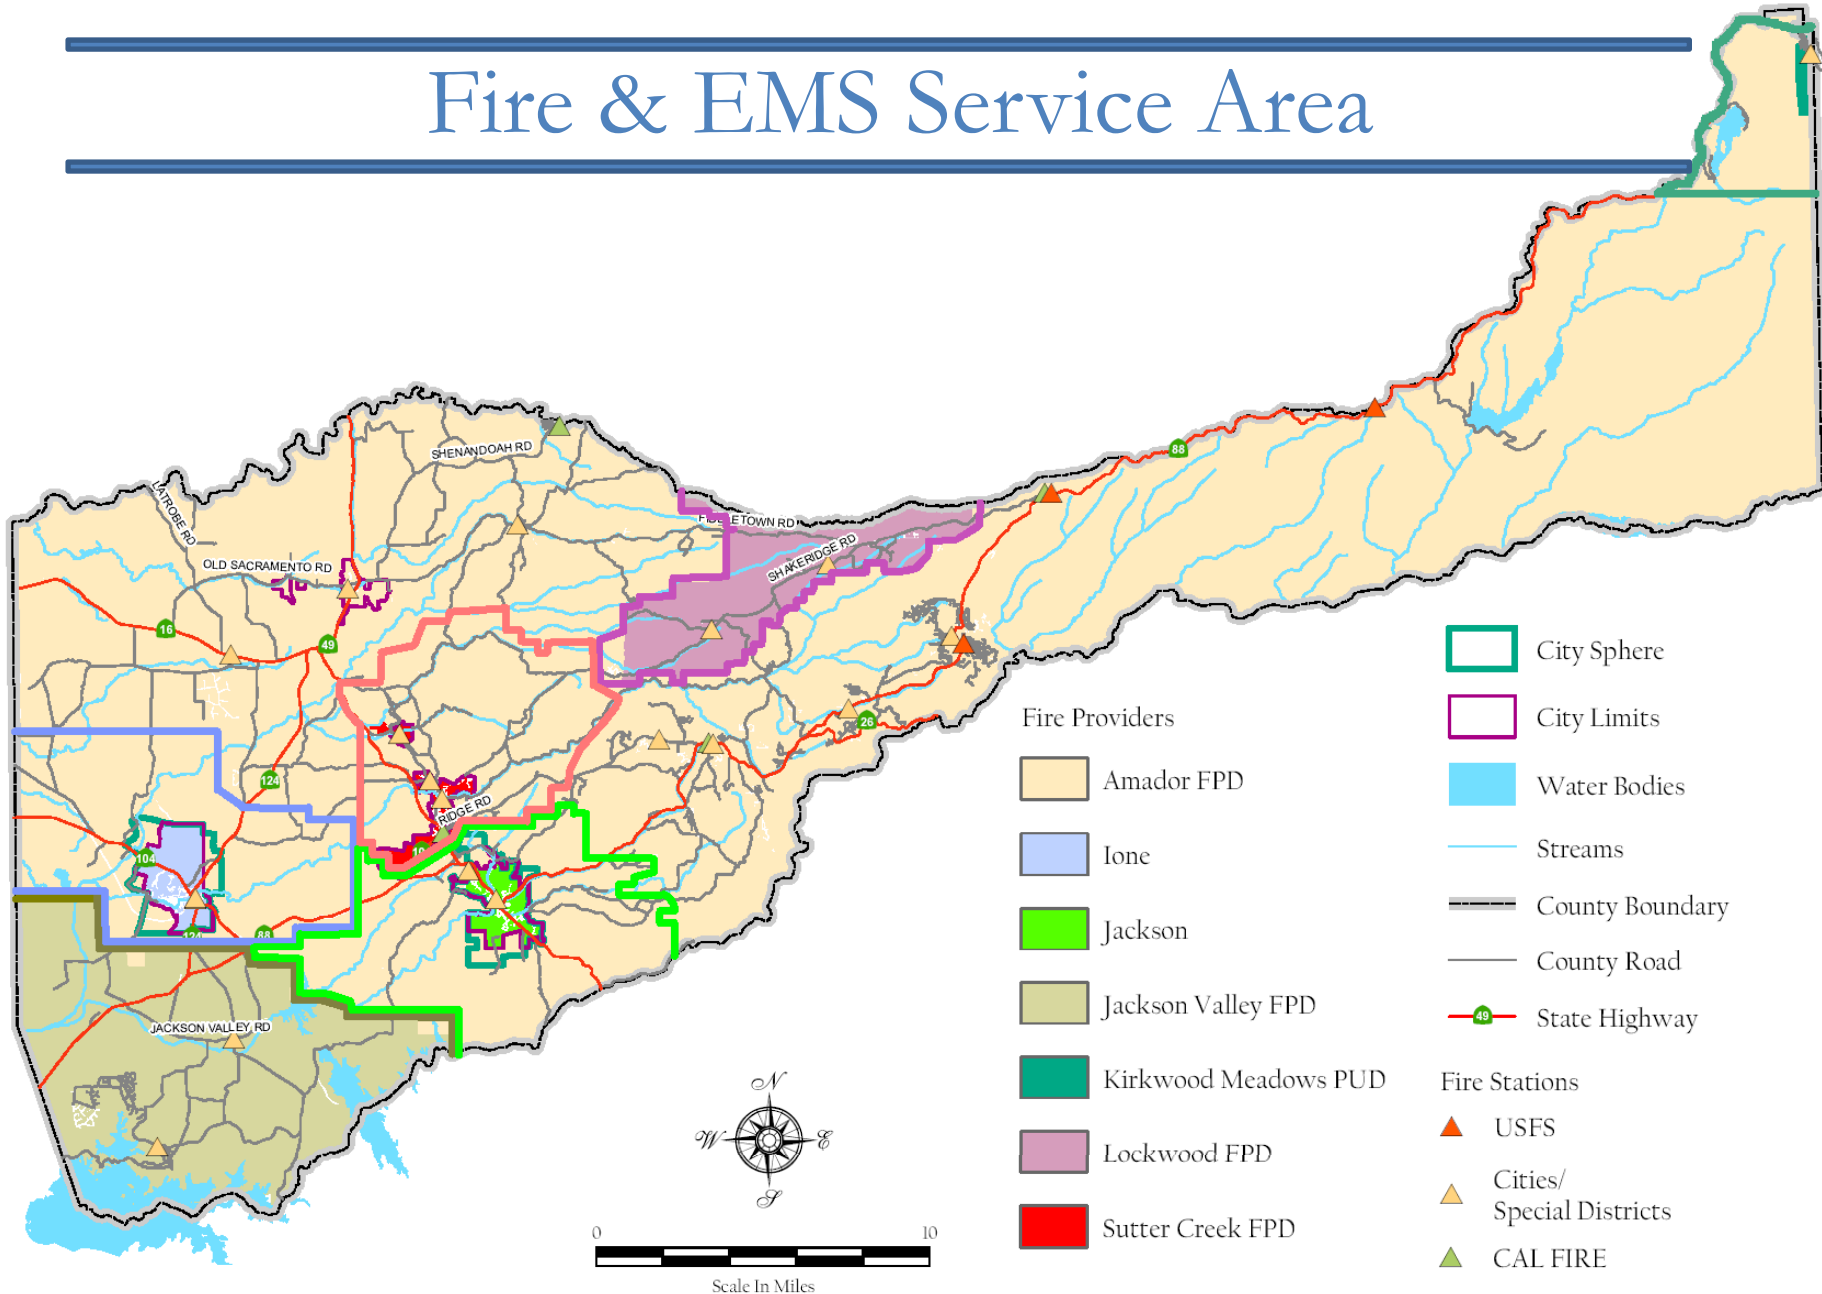 Fire & EMS Service Area
SHENANDOAH RD
LATROBE RD
OLD SACRAMENTO RD
TOWN RD
SHAKERIDGE RD
88
16
49
26
124
RIDGE RD
104
88
JACKSON VALLEY RD
Fire Providers
Amador FPD
Ione
Jackson
Jackson Valley FPD
Kirkwood Meadows PUD
Lockwood FPD
Sutter Creek FPD
City Sphere
City Limits
Water Bodies
Streams
County Boundary
County Road
49
State Highway
Fire Stations
USFS
Cities/
Special Districts
CAL FIRE
N
W
E
S
0
10
Scale In Miles